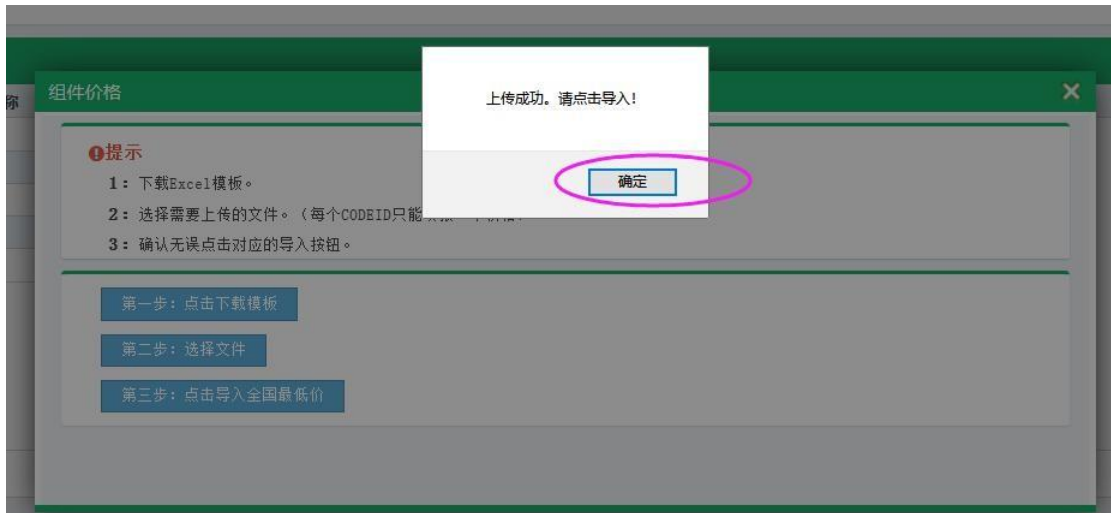 称
组件价格
上传成功。请点击导入!
提示
1: 下载Excel模板。
2: 选择需要上传的文件。(每个CODEID只能
3: 确认无误点击对应的导入按钮。
确定
第一步: 点击下载模板
第二步: 选择文件
第三步: 点击导入全国最低价